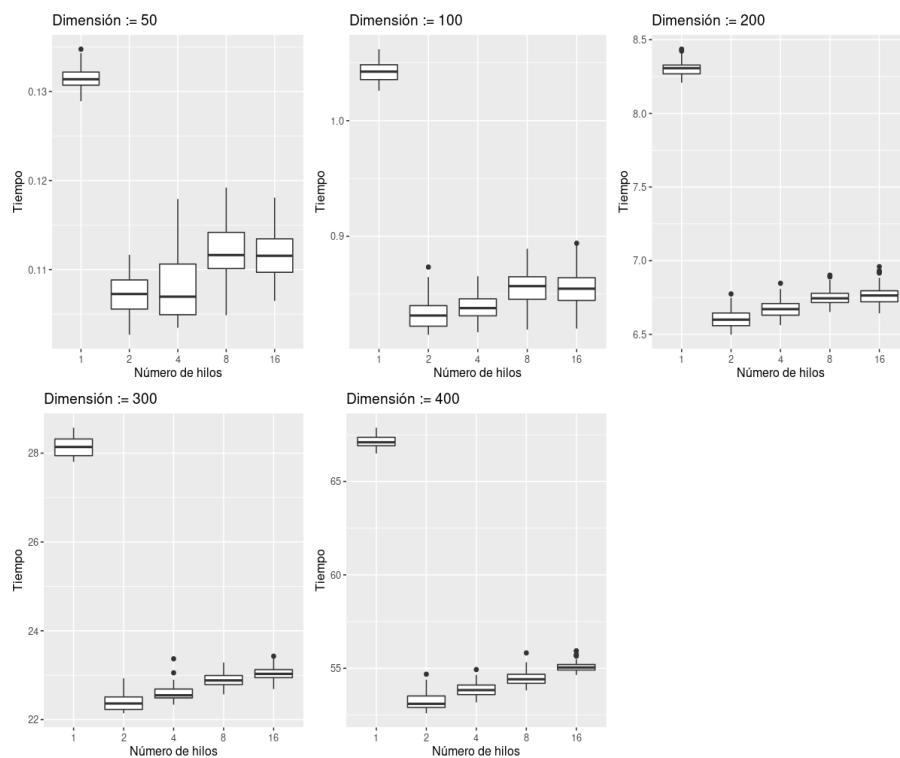 Dimensión := 50
Dimensión := 100
Dimensión := 200
0.13
0.12
0.11
Tiempo
1 2 4 8 16
Número de hilos
1.0
0.9
Tiempo
1 2 4 8 16
Número de hilos
8.5
8.0
7.5
7.0
6.5
Tiempo
1 2 4 8 16
Número de hilos
Dimensión := 300
Dimensión := 400
28
26
24
22
Tiempo
1 2 4 8 16
Número de hilos
65
60
55
Tiempo
1 2 4 8 16
Número de hilos